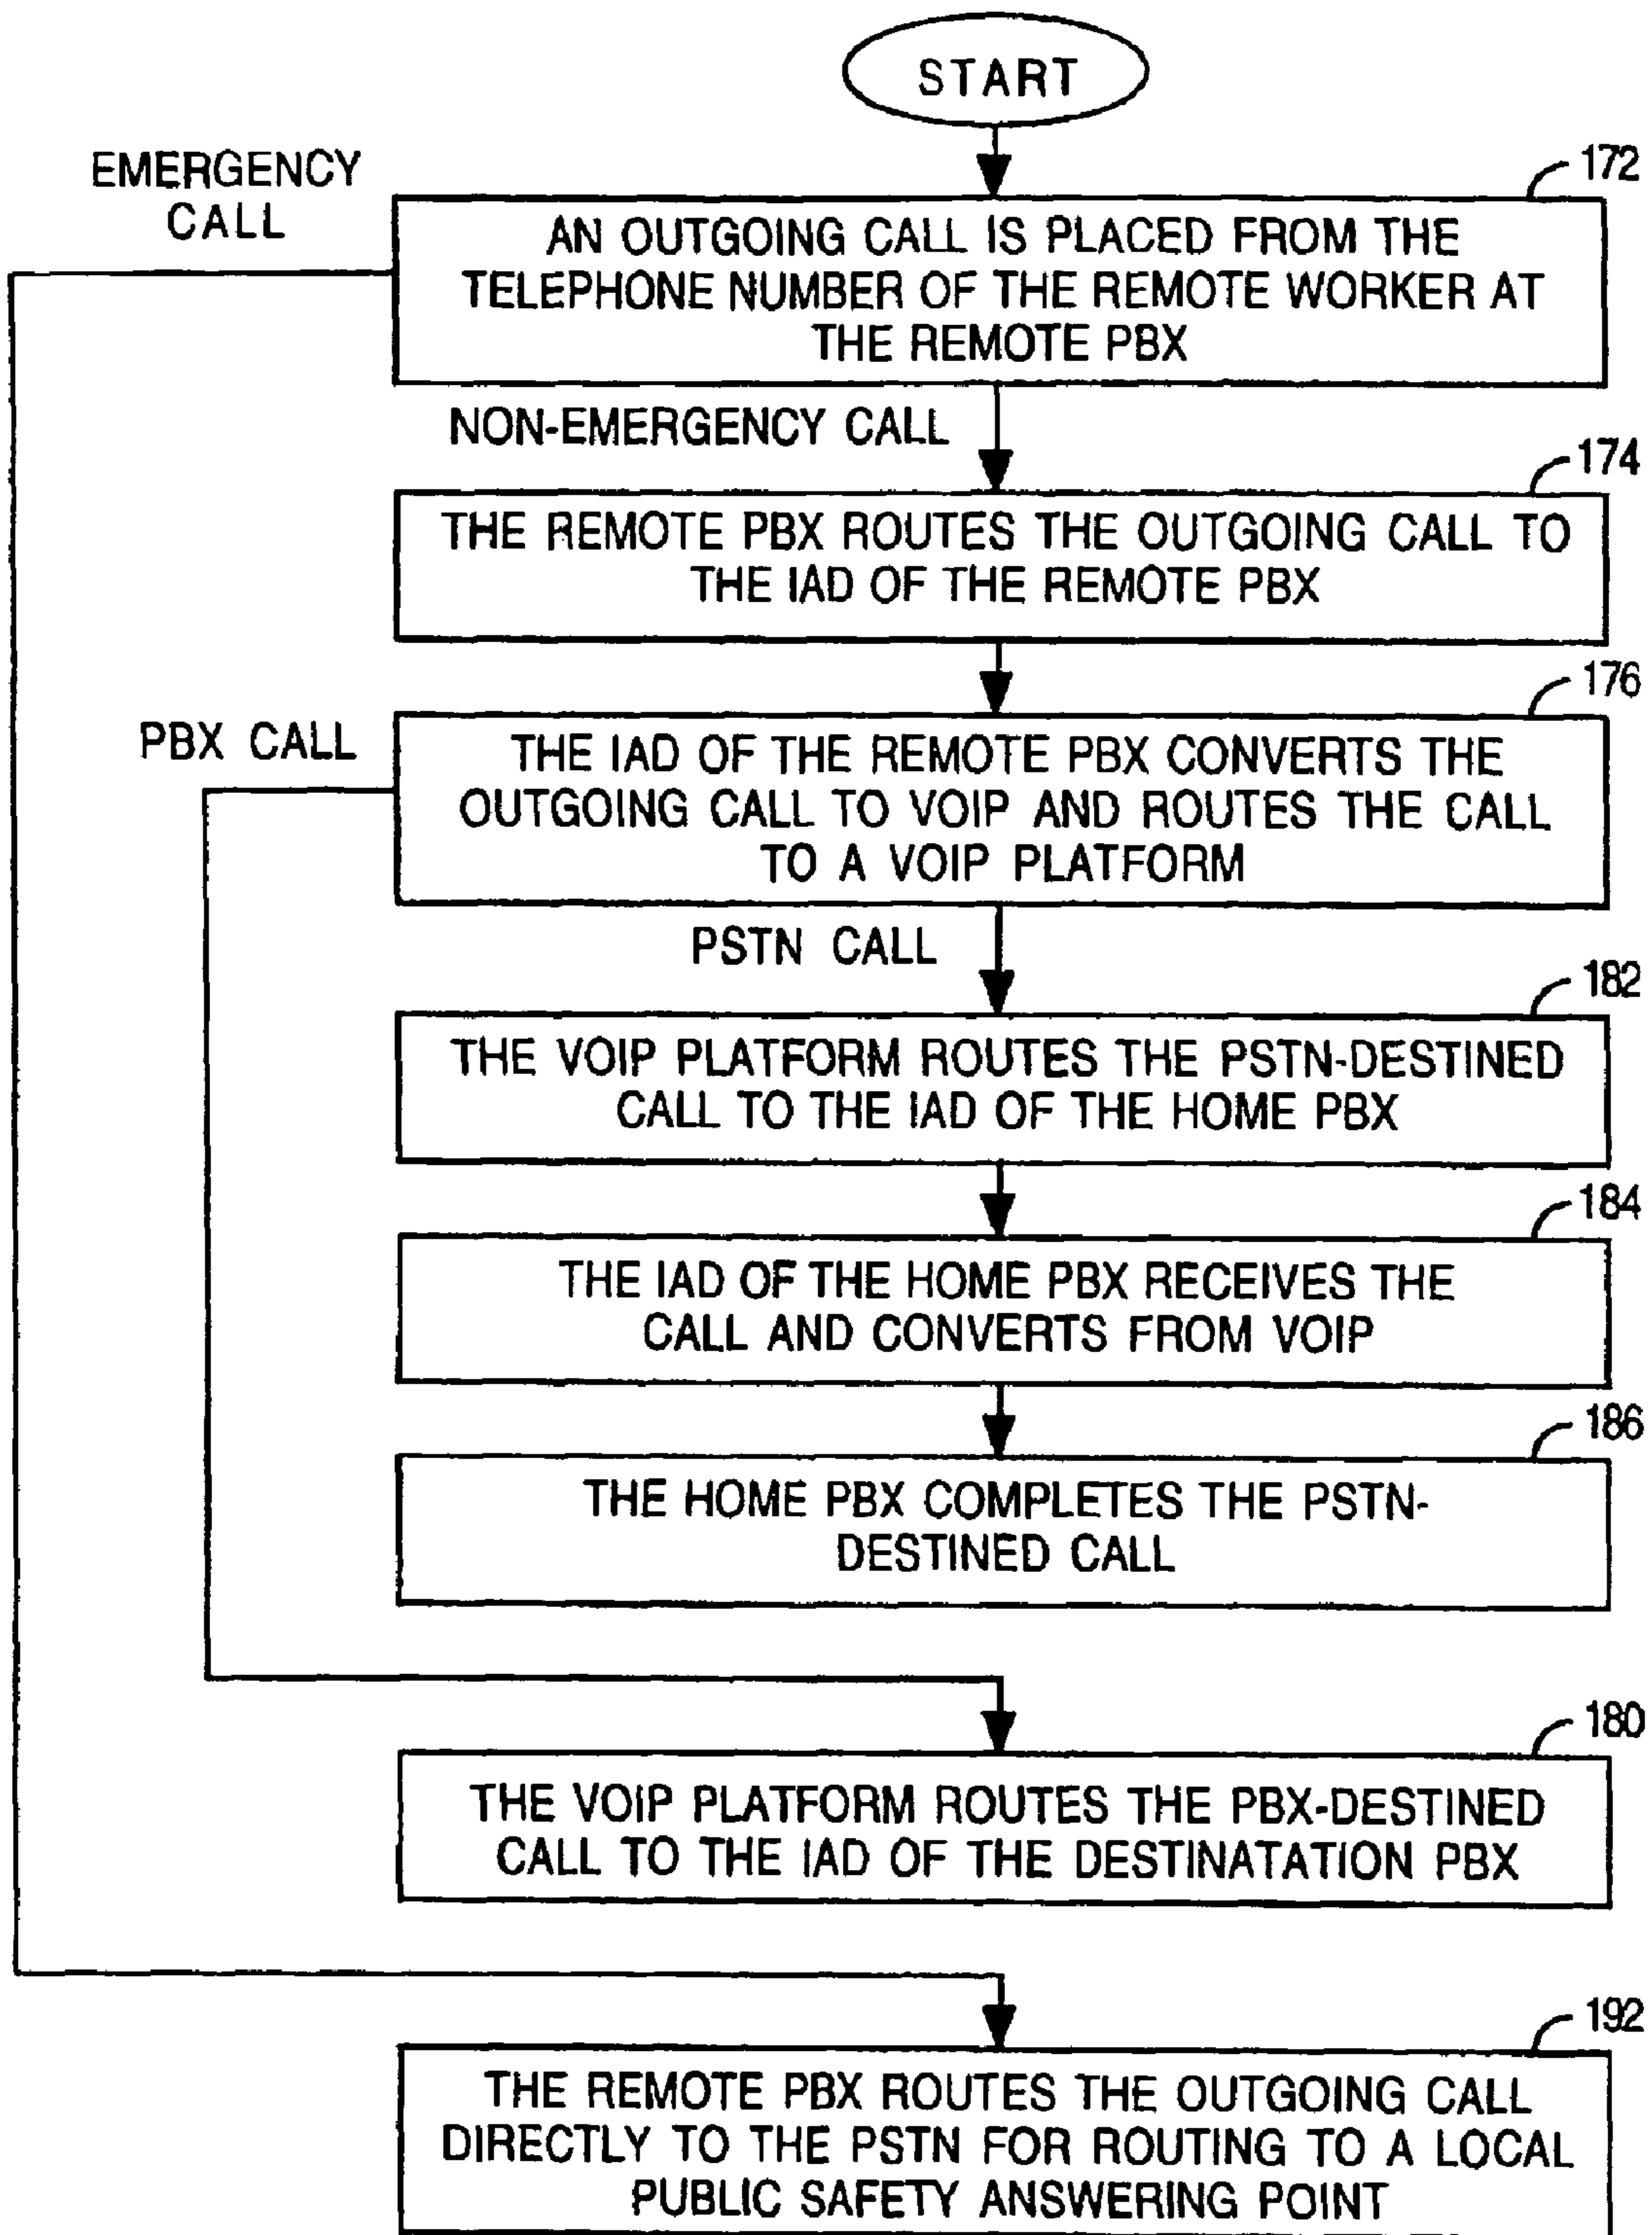 START
EMERGENCY
CALL
172
AN OUTGOING CALL IS PLACED FROM THE
TELEPHONE NUMBER OF THE REMOTE WORKER AT
THE REMOTE PBX
NON-EMERGENCY CALL
174
THE REMOTE PBX ROUTES THE OUTGOING CALL TO
THE IAD OF THE REMOTE PBX
176
PBX CALL
THE IAD OF THE REMOTE PBX CONVERTS THE
OUTGOING CALL TO VOIP AND ROUTES THE CALL
TO A VOIP PLATFORM
PSTN CALL
182
THE VOIP PLATFORM ROUTES THE PSTN-DESTINED
CALL TO THE IAD OF THE HOME PBX
184
THE IAD OF THE HOME PBX RECEIVES THE
CALL AND CONVERTS FROM VOIP
186
THE HOME PBX COMPLETES THE PSTN-
DESTINED CALL
180
THE VOIP PLATFORM ROUTES THE PBX-DESTINED
CALL TO THE IAD OF THE DESTINATATION PBX
192
THE REMOTE PBX ROUTES THE OUTGOING CALL
DIRECTLY TO THE PSTN FOR ROUTING TO A LOCAL
PUBLIC SAFETY ANSWERING POINT